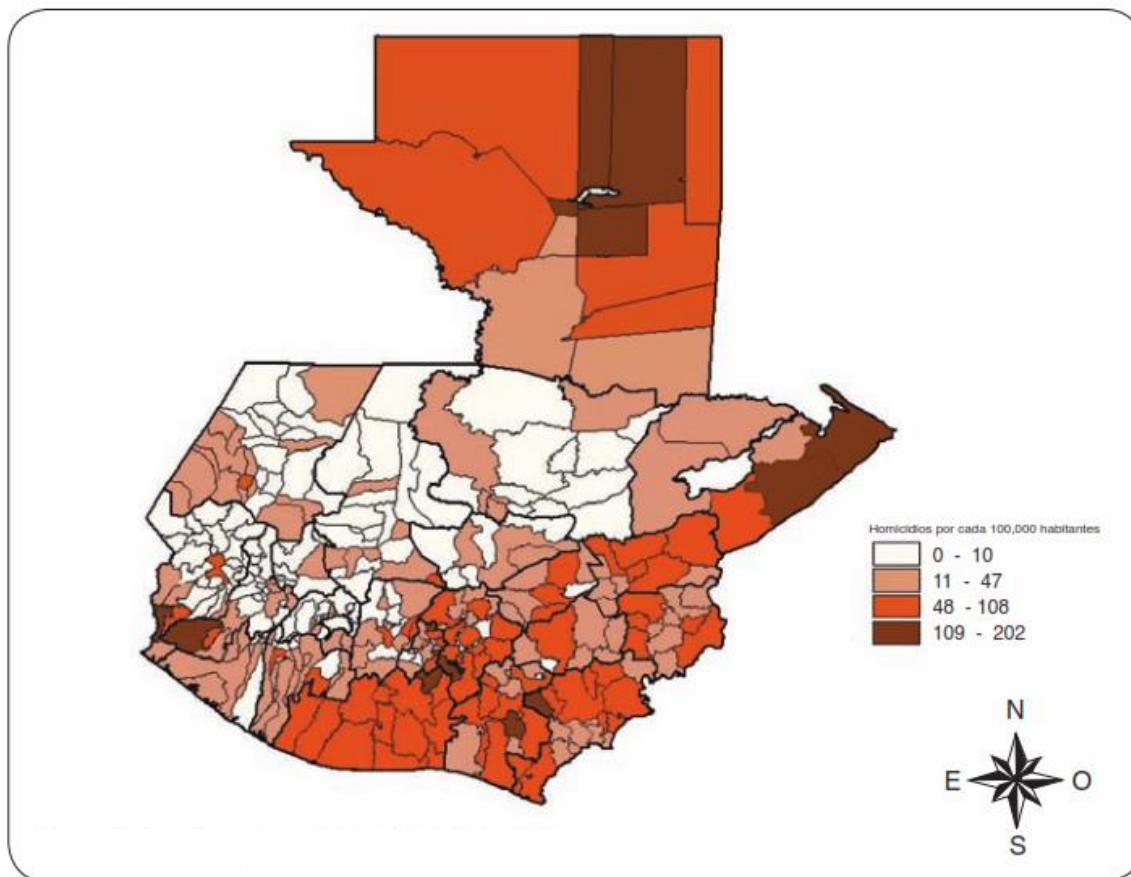 Homicidios por cada 100,000 habitantes
0 - 10
11 - 47
48 - 108
109 - 202
N
E O
S